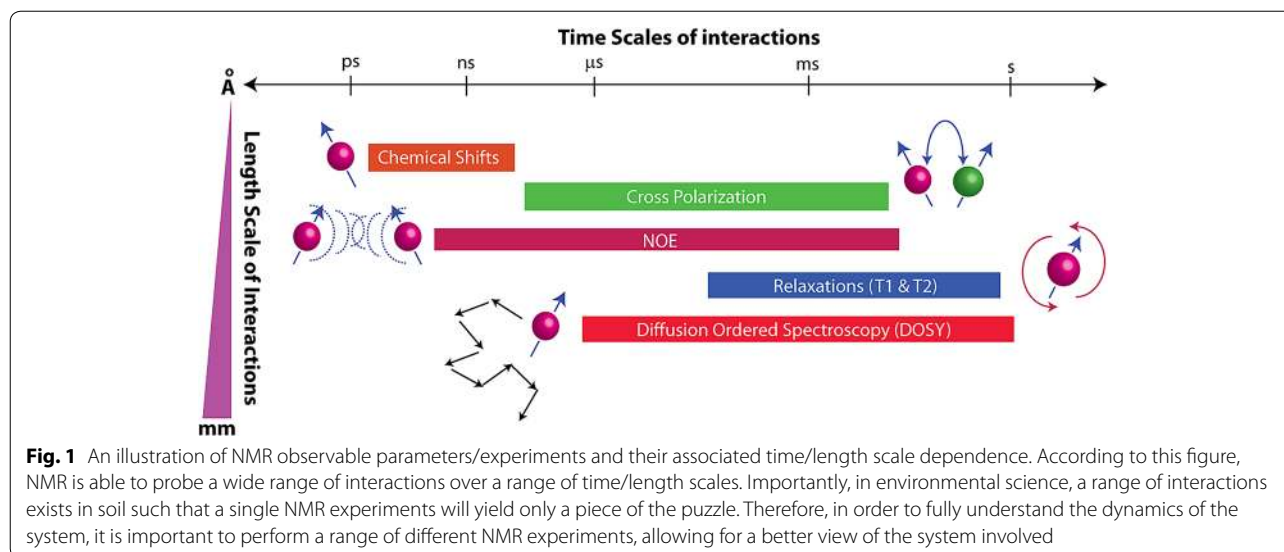 Time Scales of interactions
ps ns µs ms s
Å
Length Scale of Interactions
Chemical Shifts
Cross Polarization
NOE
Relaxations (T1 & T2)
Diffusion Ordered Spectroscopy (DOSY)
mm
Fig. 1 An illustration of NMR observable parameters/experiments and their associated time/length scale dependence. According to this figure,
NMR is able to probe a wide range of interactions over a range of time/length scales. Importantly, in environmental science, a range of interactions
exists in soil such that a single NMR experiments will yield only a piece of the puzzle. Therefore, in order to fully understand the dynamics of the
system, it is important to perform a range of different NMR experiments, allowing for a better view of the system involved